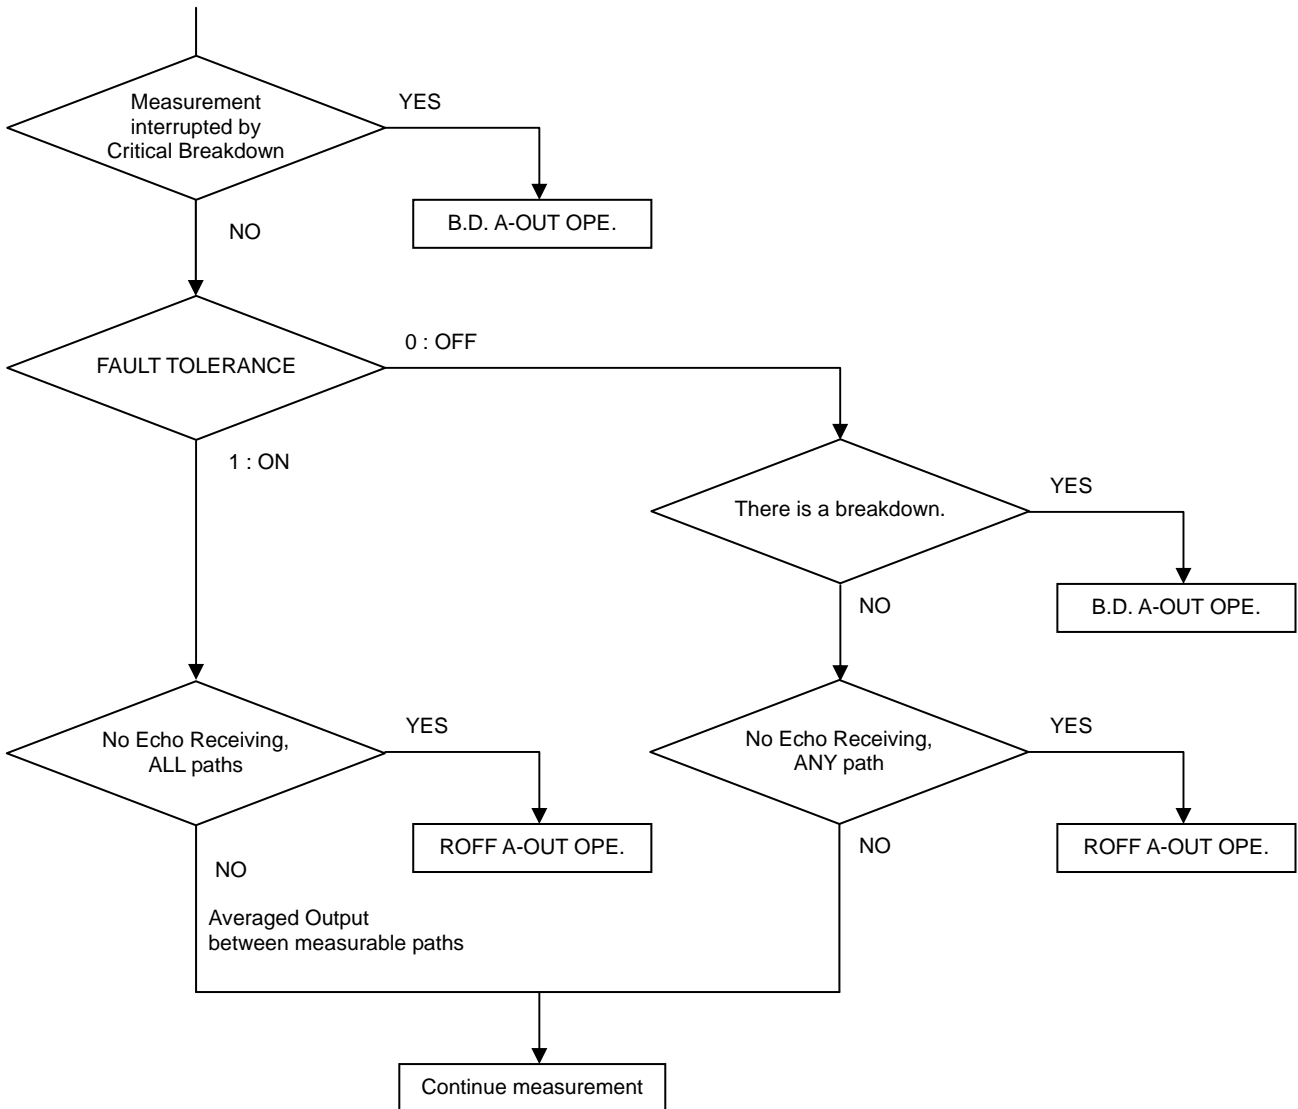 Measurement
interrupted by
Critical Breakdown
YES
B.D. A-OUT OPE.
NO
FAULT TOLERANCE
0 : OFF
1 : ON
There is a breakdown.
YES
B.D. A-OUT OPE.
NO
No Echo Receiving,
ALL paths
YES
ROFF A-OUT OPE.
NO
Averaged Output
between measurable paths
No Echo Receiving,
ANY path
YES
ROFF A-OUT OPE.
NO
Continue measurement